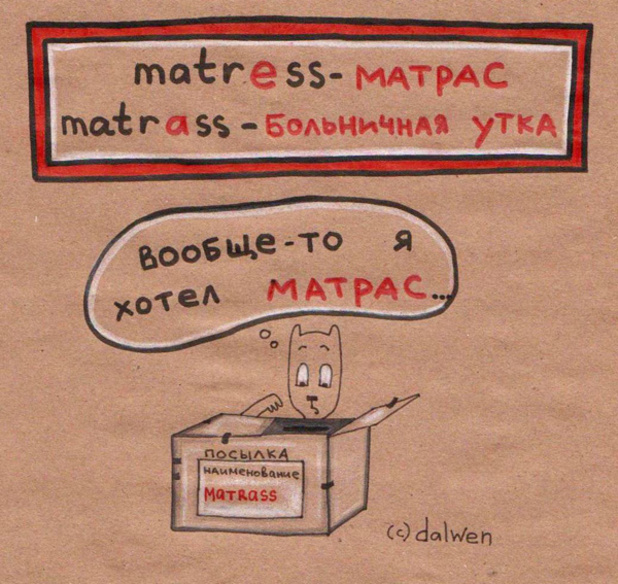 matress - МАТРАС
matrass - БОЛЬНИЧНАЯ УТКА
ВООБЩЕ-ТО Я
ХОТЕЛ МАТРАС...
ПОСЫЛКА
НАИМЕНОВАНИЕ
MATRASS
(c) dalwen